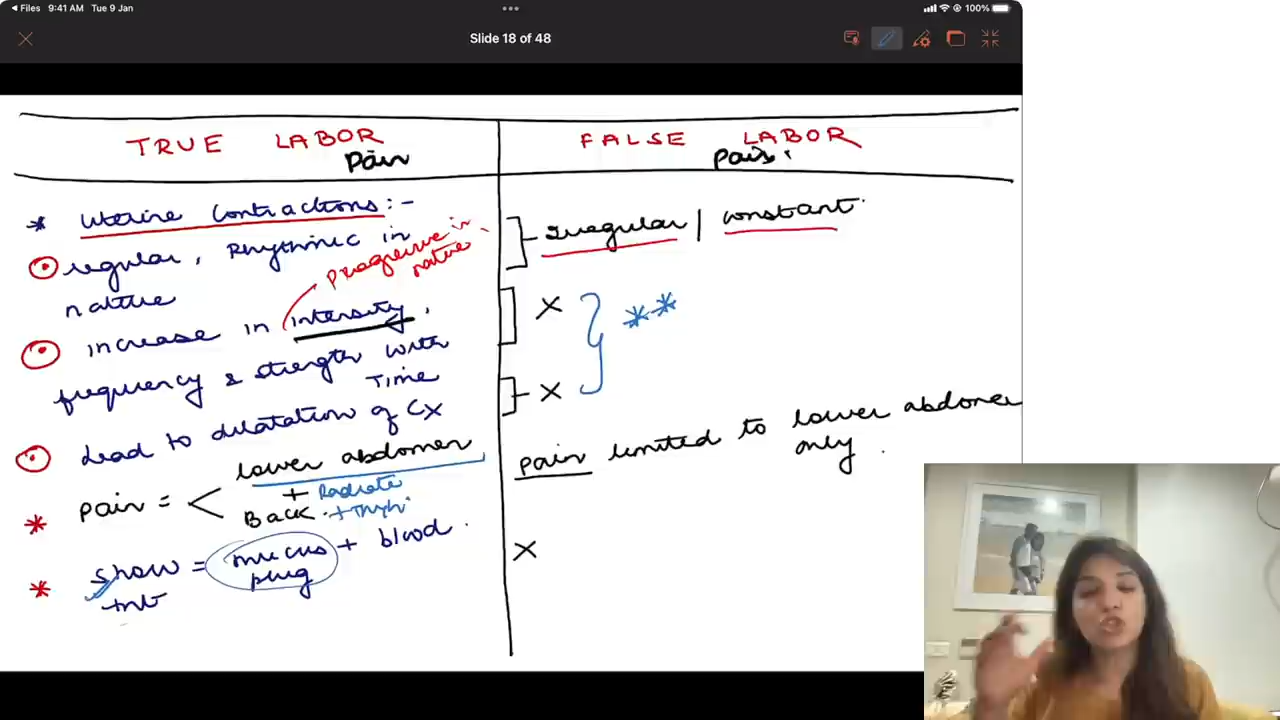 Files 9:41 AM Tue 9 Jan
100%
Slide 18 of 48
TRUE LABOR
Pain
FALSE LABOR
Pain.
* Uterine Contractions :-
regular, Rhythmic in
nature
Progressive in
nature
increase in intensity,
frequency & strength with
Time
Lead to dilatation of Cx
* pain = < lower abdomen
+ Radiate
Back. + Thigh
* show = mucus + blood.
plug
+nt
Irregular | constant.
X
**
X
pain limited to lower abdomen
only.
X